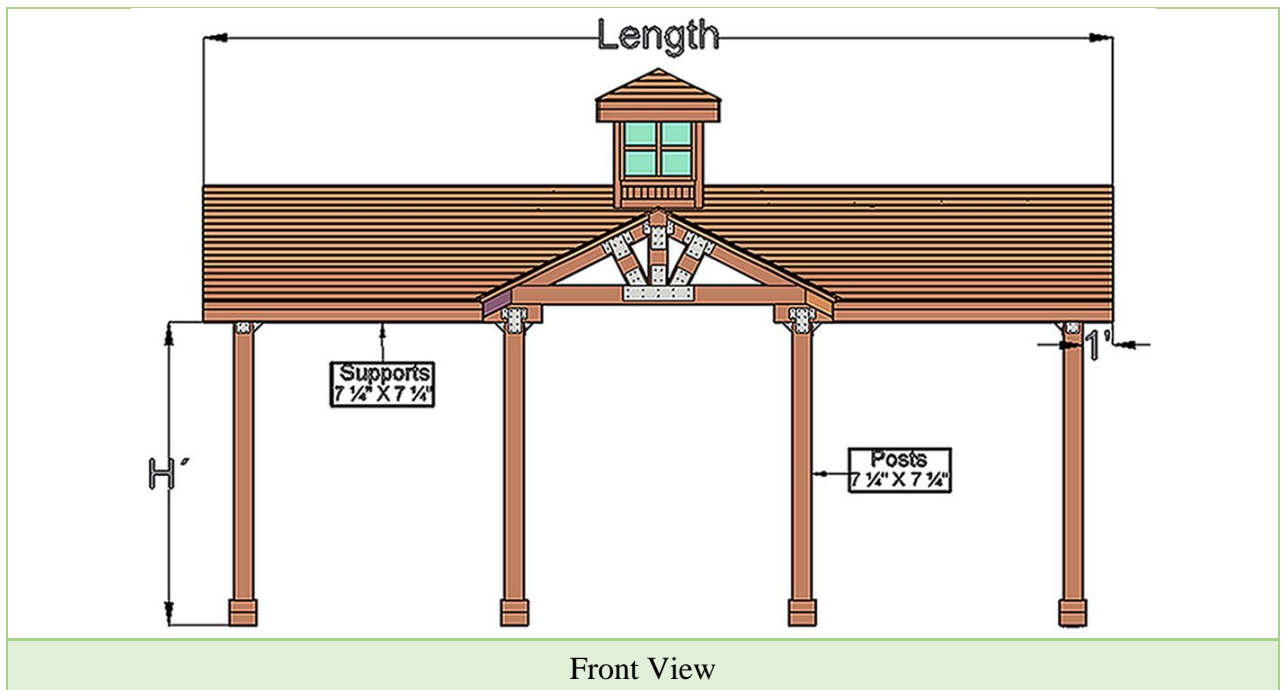 Length
1'
Supports
7 ¼" X 7 ¼"
H´
Posts
7 ¼" X 7 ¼"
Front View